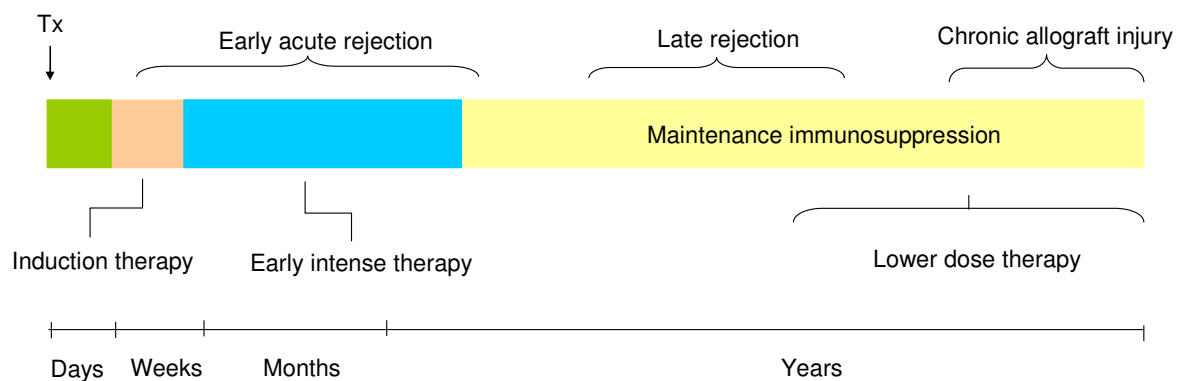 Tx
Early acute rejection
Late rejection
Chronic allograft injury
Maintenance immunosuppression
Induction therapy
Early intense therapy
Lower dose therapy
Days
Weeks
Months
Years